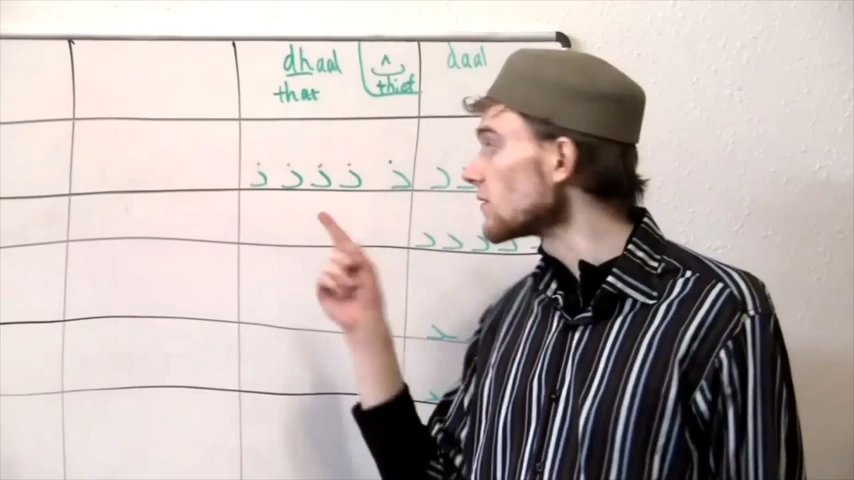 dhaal ث daal
that thief
د ذ ذ ذ ذ ذ
د د د د
د
د